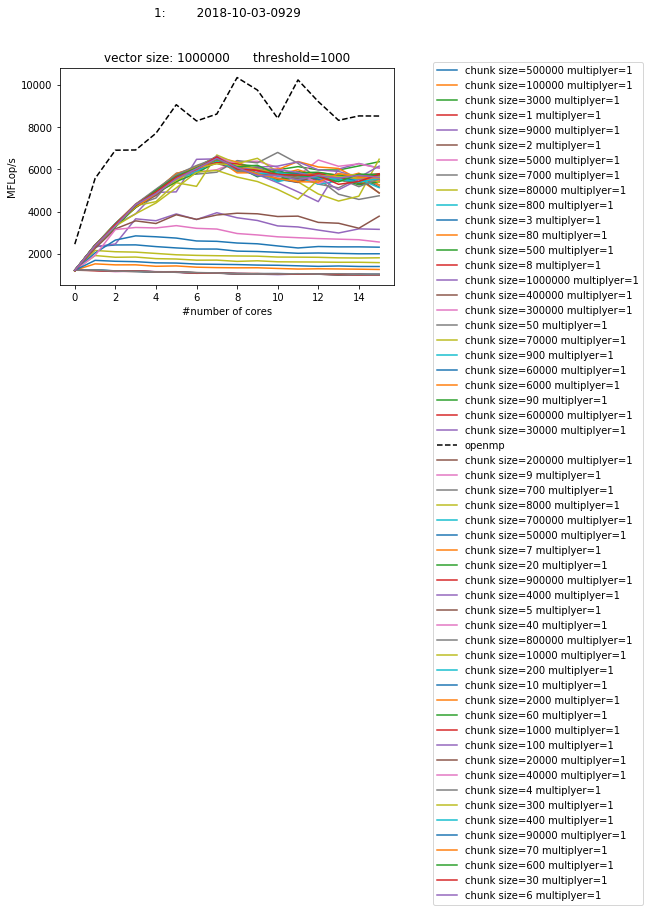 1:        2018-10-03-0929
vector size: 1000000      threshold=1000
10000
8000
6000
4000
2000
MFLop/s
0 2 4 6 8 10 12 14
#number of cores
chunk size=500000 multiplyer=1
chunk size=100000 multiplyer=1
chunk size=3000 multiplyer=1
chunk size=1 multiplyer=1
chunk size=9000 multiplyer=1
chunk size=2 multiplyer=1
chunk size=5000 multiplyer=1
chunk size=7000 multiplyer=1
chunk size=80000 multiplyer=1
chunk size=800 multiplyer=1
chunk size=3 multiplyer=1
chunk size=80 multiplyer=1
chunk size=500 multiplyer=1
chunk size=8 multiplyer=1
chunk size=1000000 multiplyer=1
chunk size=400000 multiplyer=1
chunk size=300000 multiplyer=1
chunk size=50 multiplyer=1
chunk size=70000 multiplyer=1
chunk size=900 multiplyer=1
chunk size=60000 multiplyer=1
chunk size=6000 multiplyer=1
chunk size=90 multiplyer=1
chunk size=600000 multiplyer=1
chunk size=30000 multiplyer=1
openmp
chunk size=200000 multiplyer=1
chunk size=9 multiplyer=1
chunk size=700 multiplyer=1
chunk size=8000 multiplyer=1
chunk size=700000 multiplyer=1
chunk size=50000 multiplyer=1
chunk size=7 multiplyer=1
chunk size=20 multiplyer=1
chunk size=900000 multiplyer=1
chunk size=4000 multiplyer=1
chunk size=5 multiplyer=1
chunk size=40 multiplyer=1
chunk size=800000 multiplyer=1
chunk size=10000 multiplyer=1
chunk size=200 multiplyer=1
chunk size=10 multiplyer=1
chunk size=2000 multiplyer=1
chunk size=60 multiplyer=1
chunk size=1000 multiplyer=1
chunk size=100 multiplyer=1
chunk size=20000 multiplyer=1
chunk size=40000 multiplyer=1
chunk size=4 multiplyer=1
chunk size=300 multiplyer=1
chunk size=400 multiplyer=1
chunk size=90000 multiplyer=1
chunk size=70 multiplyer=1
chunk size=600 multiplyer=1
chunk size=30 multiplyer=1
chunk size=6 multiplyer=1